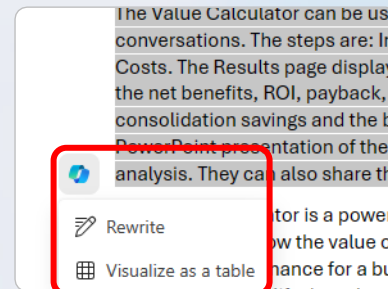 The Value Calculator can be us
conversations. The steps are: I
Costs. The Results page display
the net benefits, ROI, payback,
consolidation savings and the b
PowerPoint presentation of the
analysis. They can also share th
Rewrite
tor is a power
ow the value o
Visualize as a table
nance for a bu